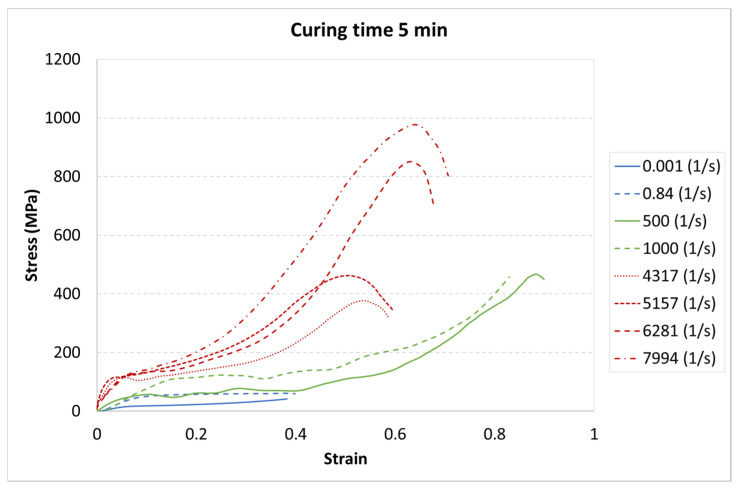 Curing time 5 min
Stress (MPa)
1200
1000
800
600
400
200
0
0
0.2
0.4
0.6
0.8
1
Strain
0.001 (1/s)
0.84 (1/s)
500 (1/s)
1000 (1/s)
4317 (1/s)
5157 (1/s)
6281 (1/s)
7994 (1/s)